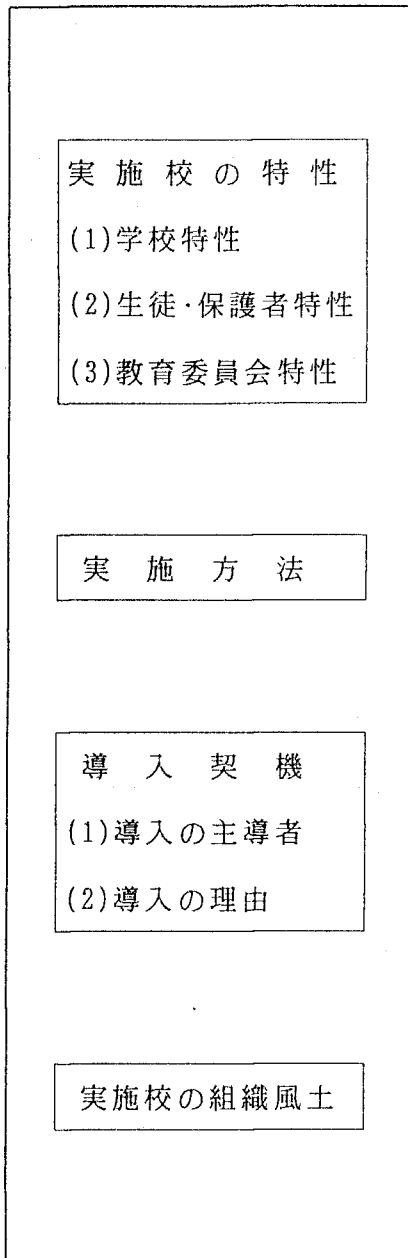 実施校の特性
(1)学校特性
(2)生徒・保護者特性
(3)教育委員会特性
実施方法
導入契機
(1)導入の主導者
(2)導入の理由
実施校の組織風土